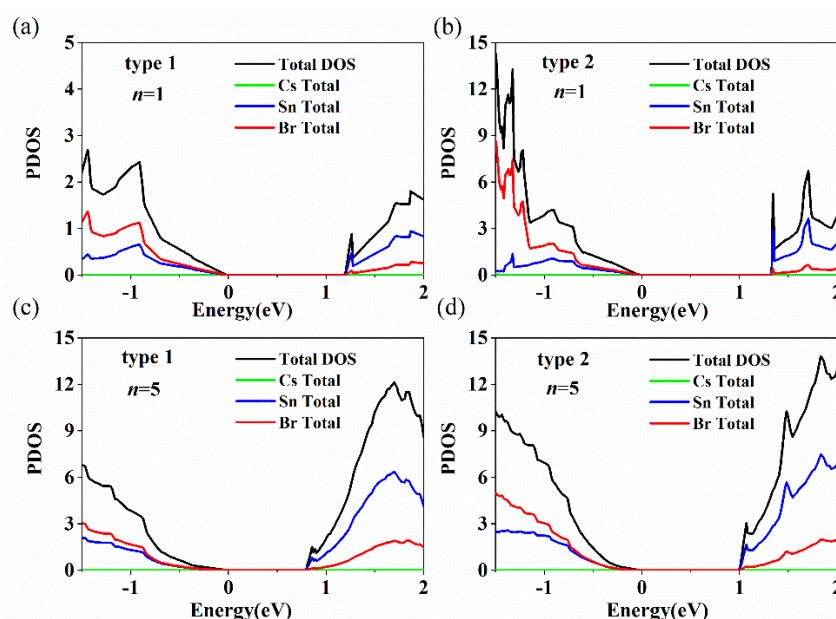 (a)
type 1
n=1
Total DOS
Cs Total
Sn Total
Br Total
PDOS
5
4
3
2
1
0
-1 0 1 2
Energy(eV)
(b)
type 2
n=1
Total DOS
Cs Total
Sn Total
Br Total
PDOS
15
12
9
6
3
0
-1 0 1 2
Energy(eV)
(c)
type 1
n=5
Total DOS
Cs Total
Sn Total
Br Total
PDOS
15
12
9
6
3
0
-1 0 1 2
Energy(eV)
(d)
type 2
n=5
Total DOS
Cs Total
Sn Total
Br Total
PDOS
15
12
9
6
3
0
-1 0 1 2
Energy(eV)